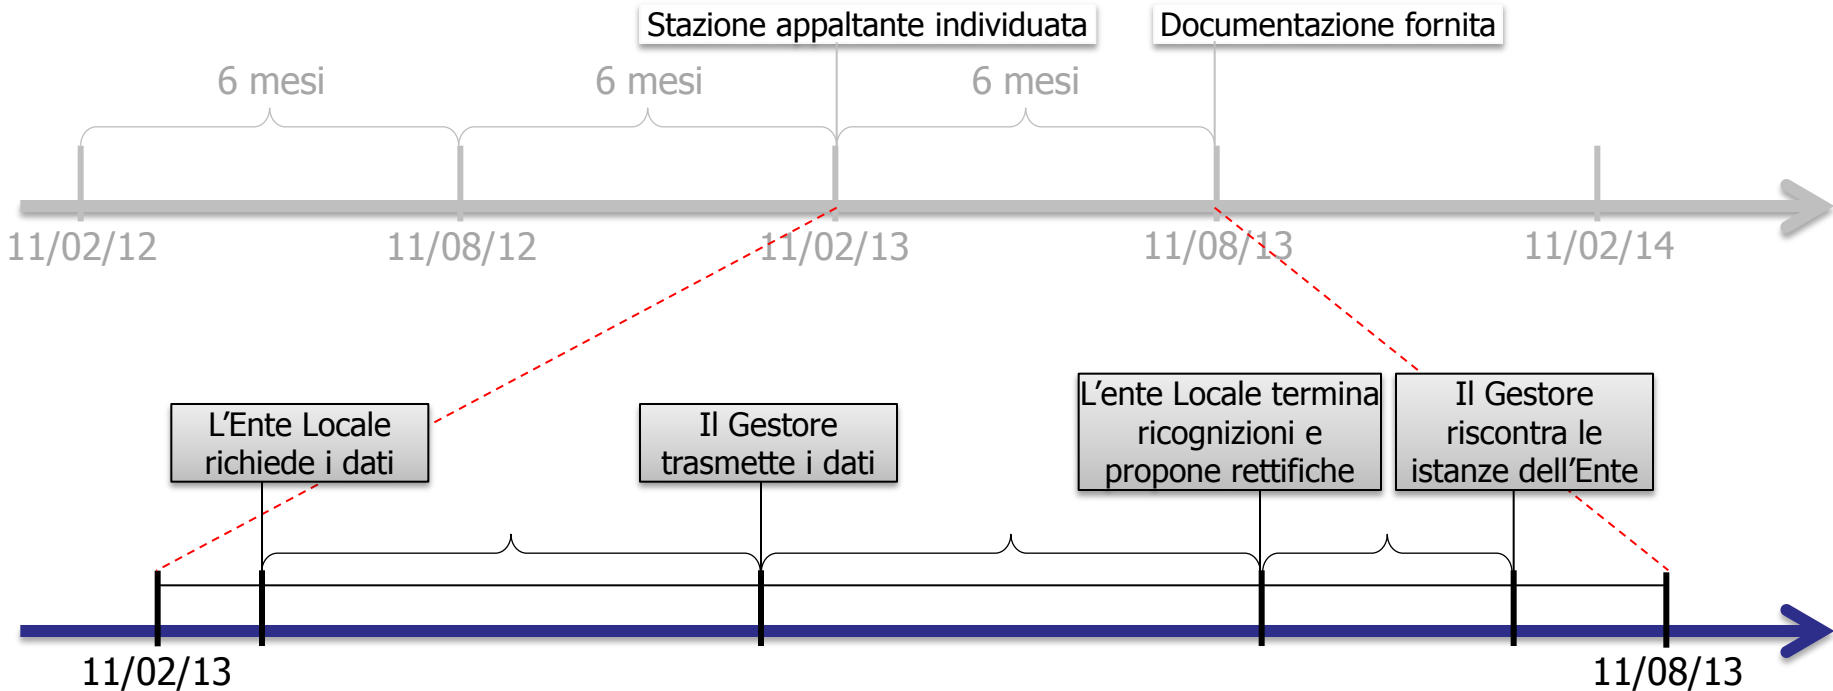 Stazione appaltante individuata
Documentazione fornita
6 mesi
6 mesi
6 mesi
11/02/12
11/08/12
11/02/13
11/08/13
11/02/14
L'Ente Locale
richiede i dati
Il Gestore
trasmette i dati
L'ente Locale termina
ricognizioni e
propone rettifiche
Il Gestore
riscontra le
istanze dell'Ente
11/02/13
11/08/13